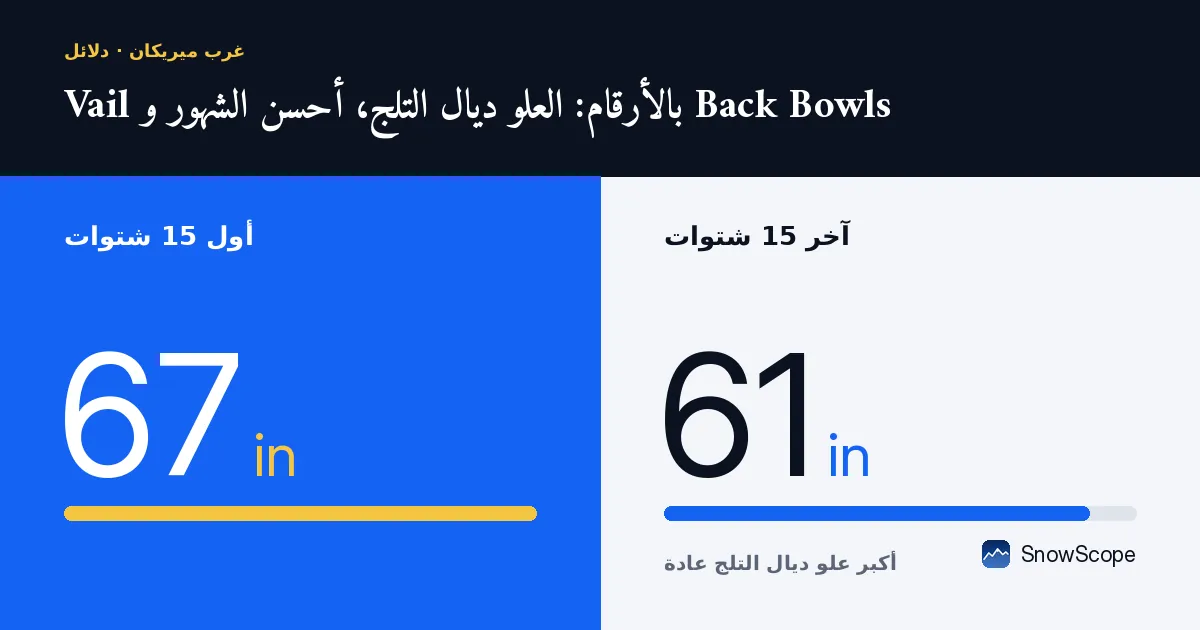 غرب ميريكان · دلائل
Vail بالأرقام: العلو ديال التلج، أحسن الشهور و Back Bowls
أول 15 شتوات
67 in
آخر 15 شتوات
61 in
أكبر علو ديال التلج عادة
SnowScope